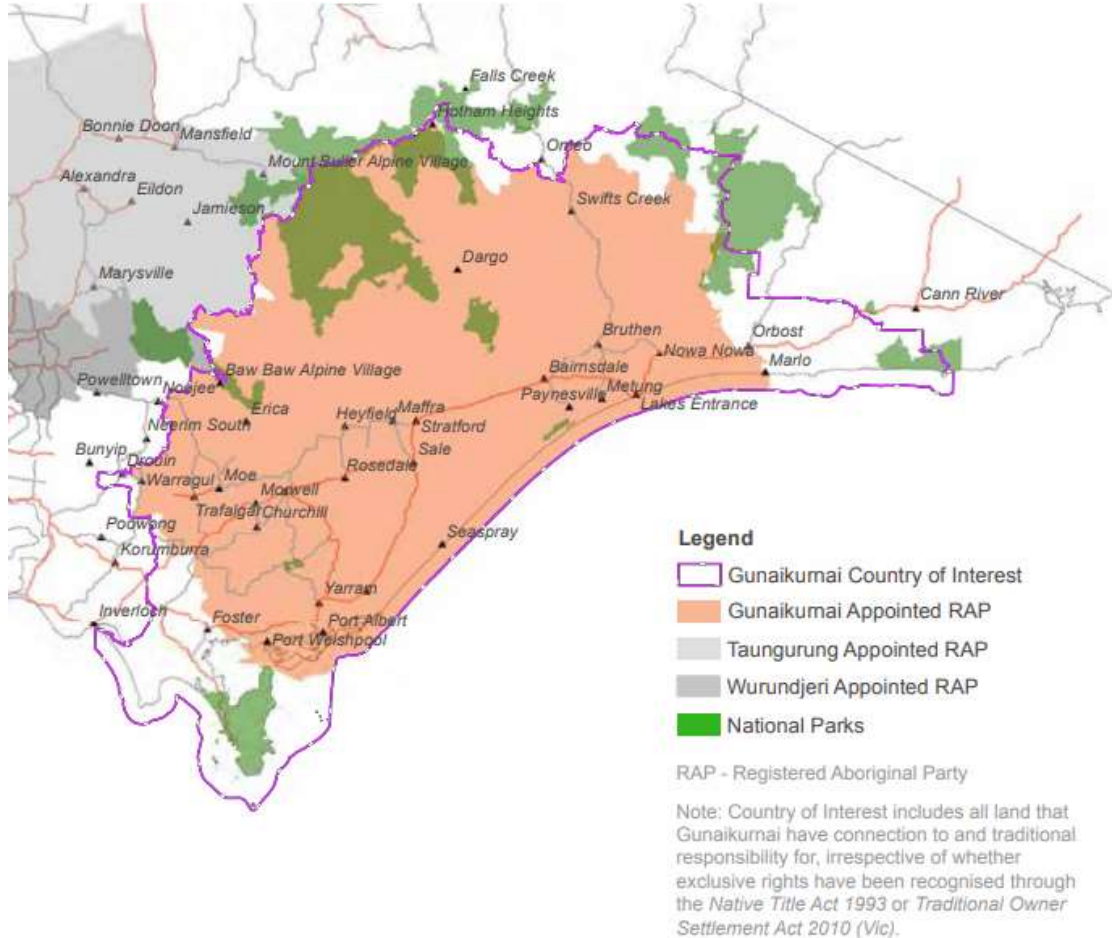 Falls Creek
Hotham Heights
Bonnie Doon
Mansfield
Omeo
Mount Buller Alpine Village
Alexandra
Eildon
Jamieson
Swifts Creek
Dargo
Marysville
Cann River
Bruthen
Orbost
Nowa Nowa
Marlo
Baw Baw Alpine Village
Bairnsdale
Powelltown
Noojee
Paynesville
Metung
Lakes Entrance
Erica
Heyfield
Maffra
Stratford
Neerim South
Bunyip
Drouin
Sale
Warragul
Moe
Rosedale
Morwell
Trafalgar
Churchill
Poowong
Korumburra
Seaspray
Inverloch
Foster
Yarram
Port Albert
Port Welshpool
Legend
Gunaikurnai Country of Interest
Gunaikurnai Appointed RAP
Taungurung Appointed RAP
Wurundjeri Appointed RAP
National Parks
RAP - Registered Aboriginal Party
Note: Country of Interest includes all land that
Gunaikurnai have connection to and traditional
responsibility for, irrespective of whether
exclusive rights have been recognised through
the Native Title Act 1993 or Traditional Owner
Settlement Act 2010 (Vic).